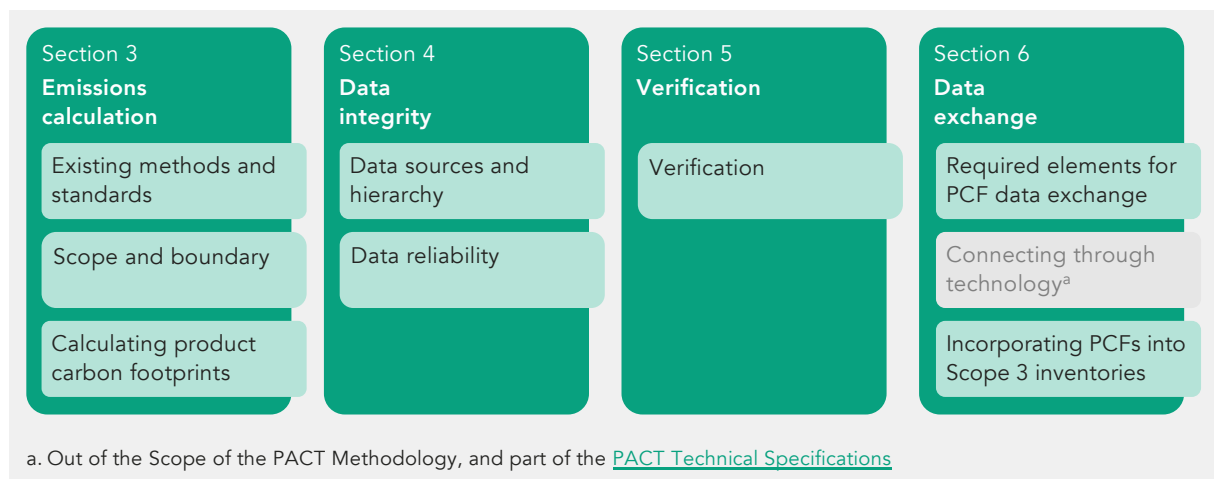 Section 3
Emissions
calculation
Existing methods and
standards
Scope and boundary
Calculating product
carbon footprints
Section 4
Data
integrity
Data sources and
hierarchy
Data reliability
Section 5
Verification
Verification
Section 6
Data
exchange
Required elements for
PCF data exchange
Connecting through
technologyᵃ
Incorporating PCFs into
Scope 3 inventories
a. Out of the Scope of the PACT Methodology, and part of the PACT Technical Specifications